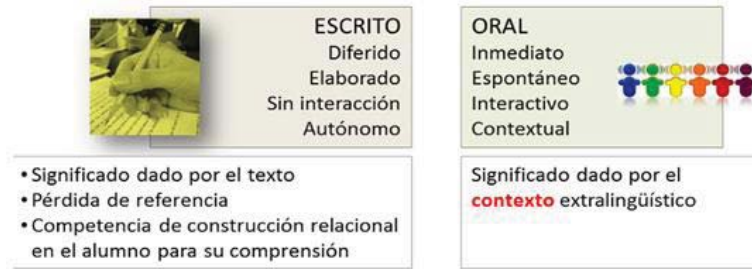 ESCRITO
Diferido
Elaborado
Sin interacción
Autónomo
• Significado dado por el texto
• Pérdida de referencia
• Competencia de construcción relacional
en el alumno para su comprensión
ORAL
Inmediato
Espontáneo
Interactivo
Contextual
Significado dado por el
contexto extralingüístico